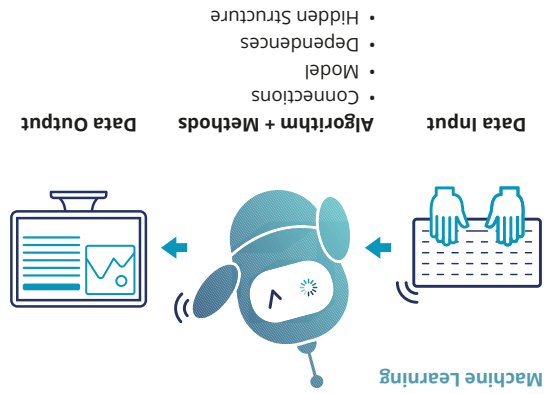 Machine Learning
Data Input
Algorithm + Methods
• Connections
• Model
• Dependences
• Hidden Structure
Data Output